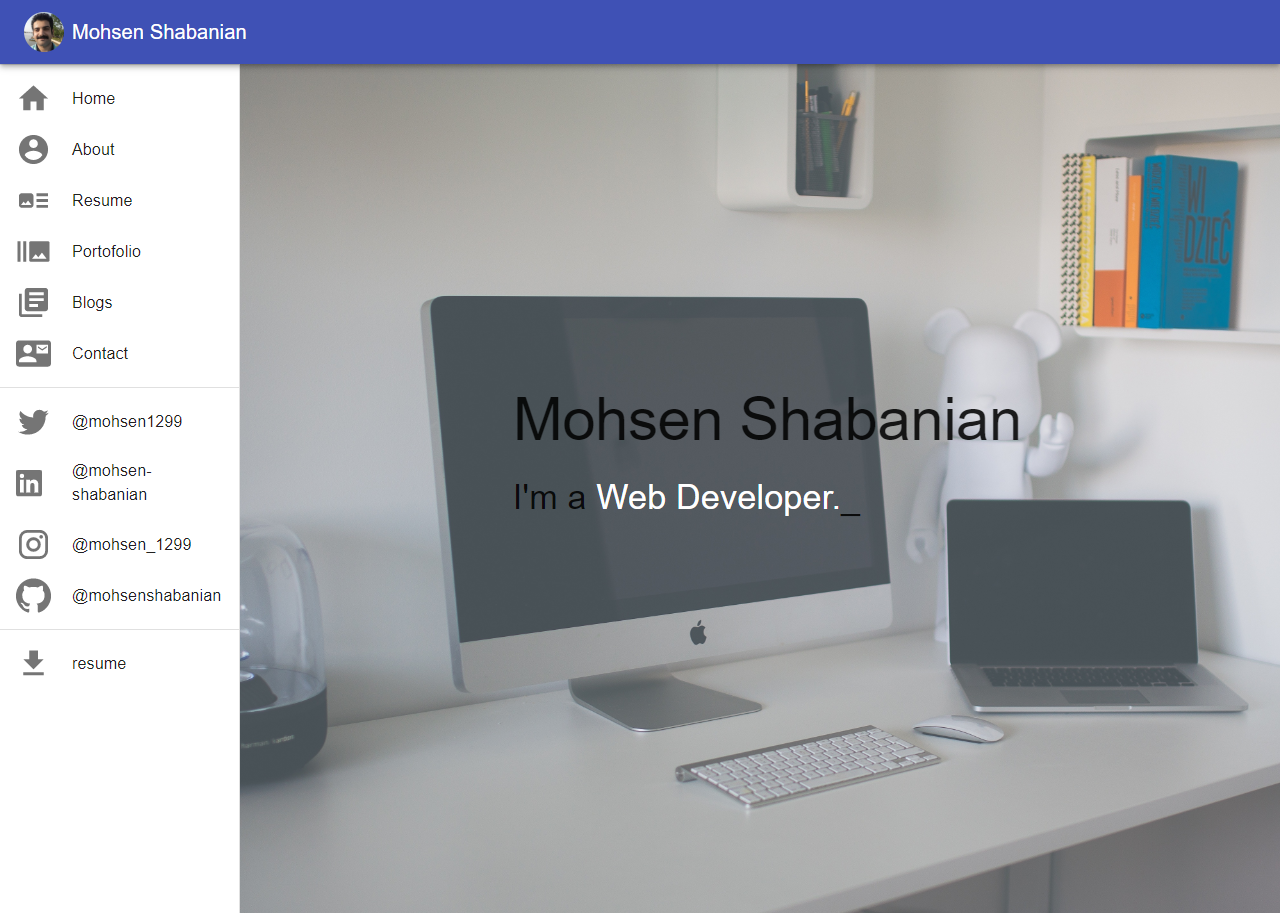 Mohsen Shabanian
Home
About
Resume
Portofolio
Blogs
Contact
@mohsen1299
@mohsen-
shabanian
@mohsen_1299
@mohsenshabanian
resume
Mohsen Shabanian
I'm a Web Developer._
WI
DZIEĆ